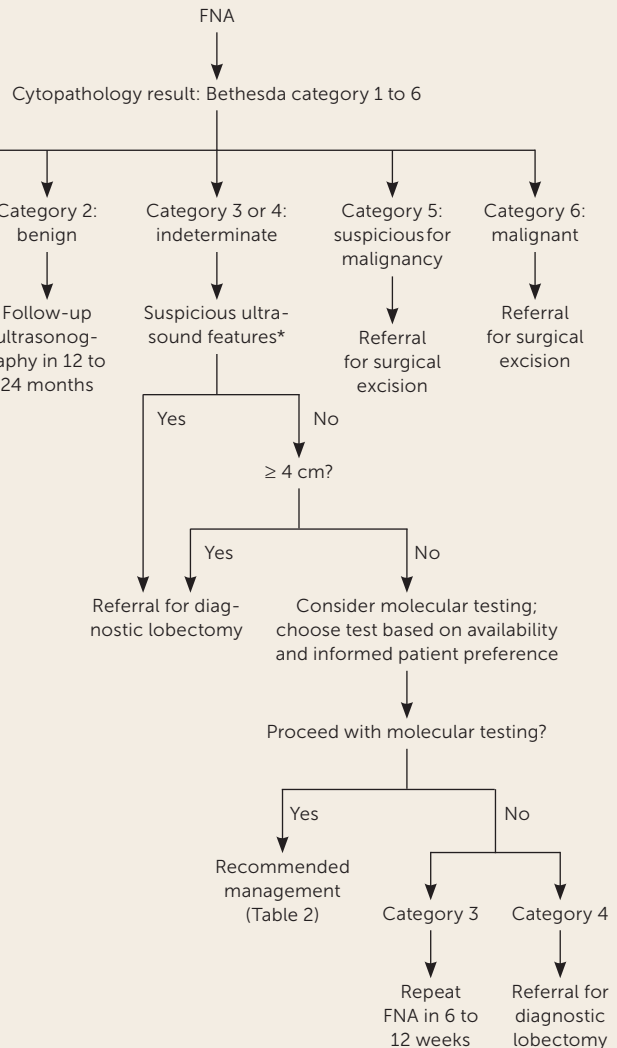 FNA
Cytopathology result: Bethesda category 1 to 6
Category 2:
benign
Category 3 or 4:
indeterminate
Category 5:
suspicious for
malignancy
Category 6:
malignant
Follow-up
ultrasonog-
raphy in 12 to
24 months
Suspicious ultra-
sound features*
Referral
for surgical
excision
Referral
for surgical
excision
Yes
No
≥ 4 cm?
Yes
No
Referral for diag-
nostic lobectomy
Consider molecular testing;
choose test based on availability
and informed patient preference
Proceed with molecular testing?
Yes
No
Recommended
management
(Table 2)
Category 3
Category 4
Repeat
FNA in 6 to
12 weeks
Referral for
diagnostic
lobectomy